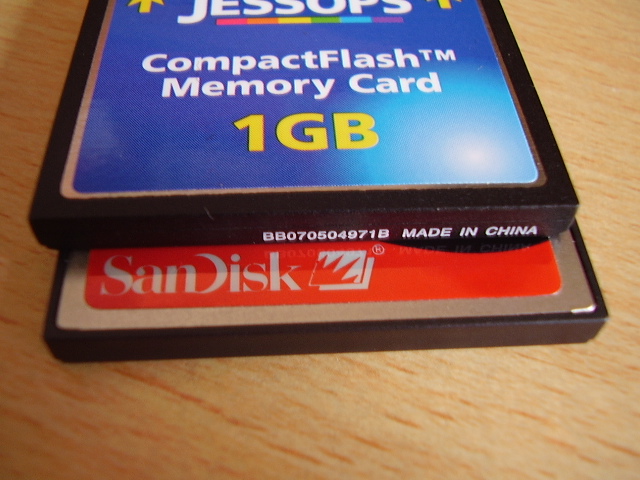 JESSOPS
CompactFlash™
Memory Card
1GB
BB070504971B MADE IN CHINA
SanDisk®